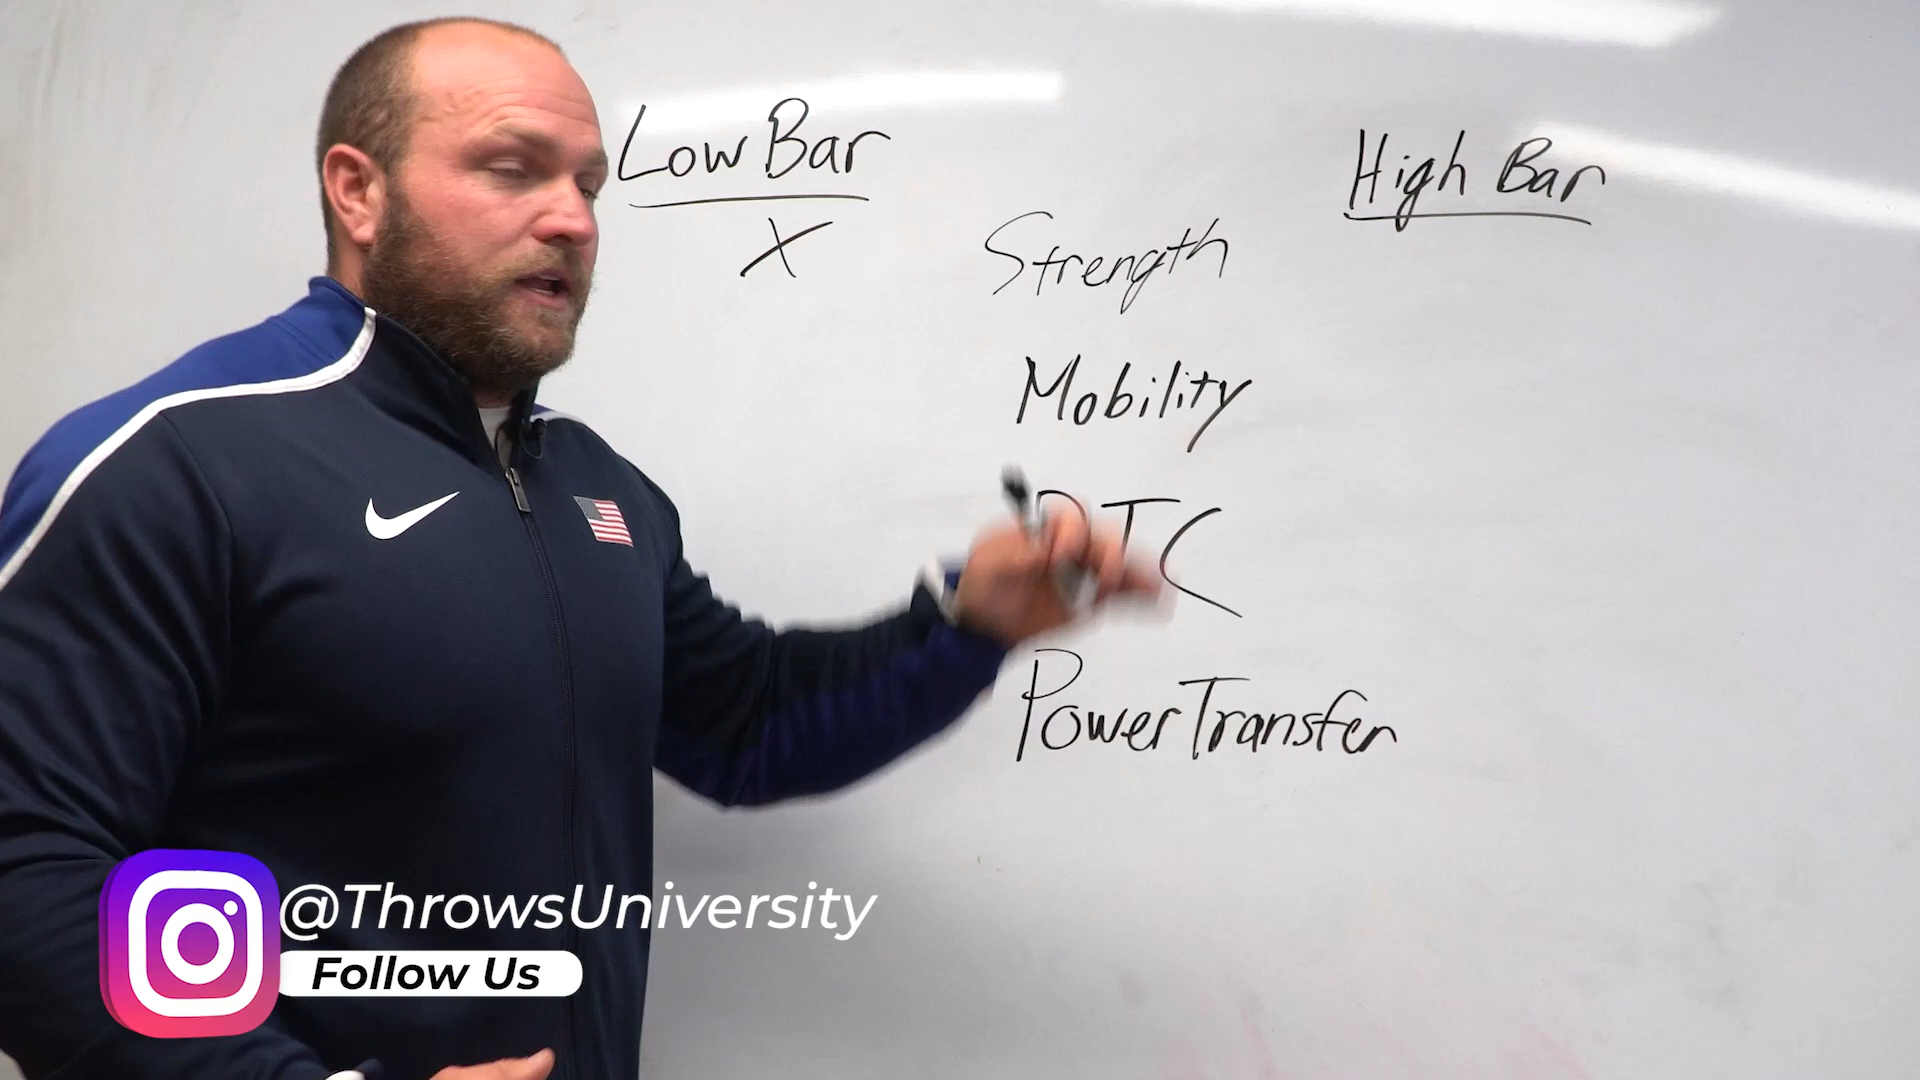 Low Bar
High Bar
X
Strength
Mobility
Power Transfer
@ThrowsUniversity
Follow Us